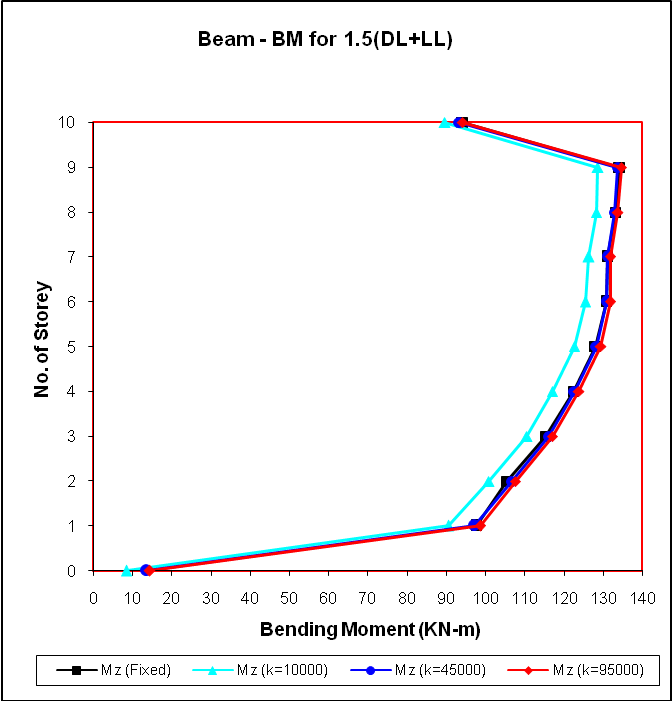 Beam - BM for 1.5(DL+LL)
10
9
8
7
6
5
4
3
2
1
0
No. of Storey
0 10 20 30 40 50 60 70 80 90 100 110 120 130 140
Bending Moment (KN-m)
Mz (Fixed) Mz (k=10000) Mz (k=45000) Mz (k=95000)